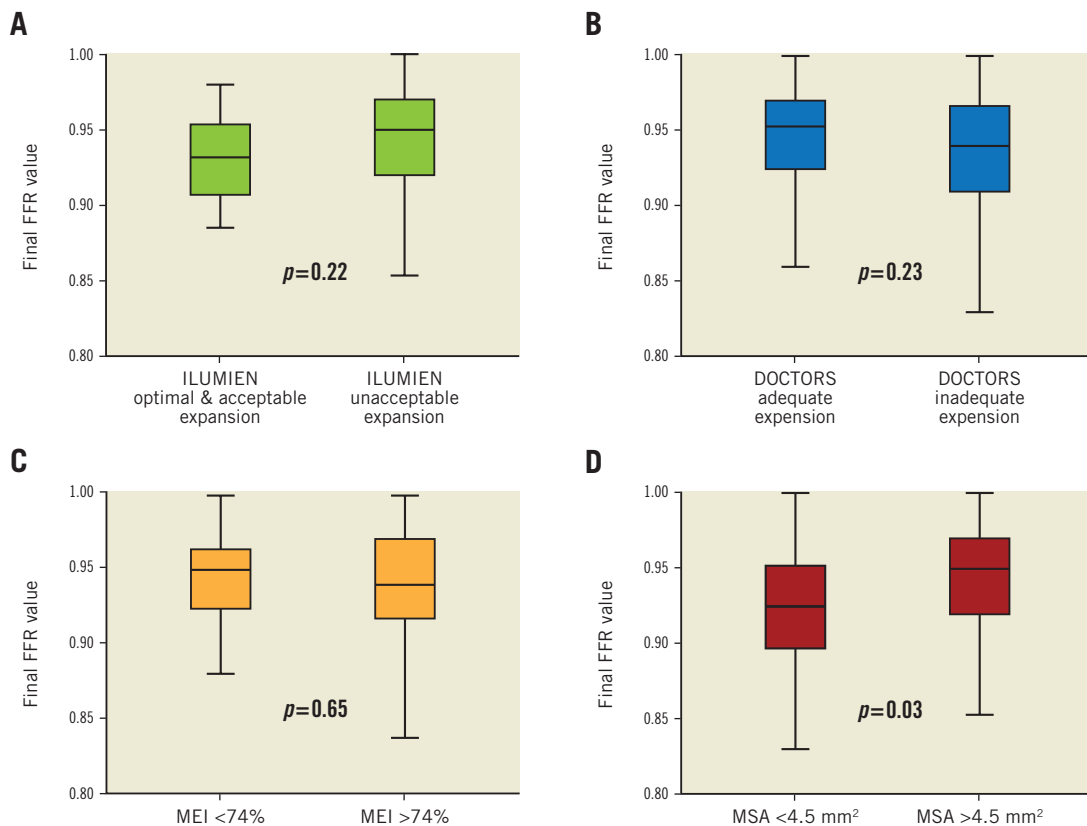 A
Final FFR value
1.00
0.95
0.90
0.85
0.80
p=0.22
ILUMIEN
optimal & acceptable
expansion
ILUMIEN
unacceptable
expansion
B
Final FFR value
1.00
0.95
0.90
0.85
0.80
p=0.23
DOCTORS
adequate
expension
DOCTORS
inadequate
expension
C
Final FFR value
1.00
0.95
0.90
0.85
0.80
p=0.65
MEI <74%
MEI >74%
D
Final FFR value
1.00
0.95
0.90
0.85
0.80
p=0.03
MSA <4.5 mm²
MSA >4.5 mm²